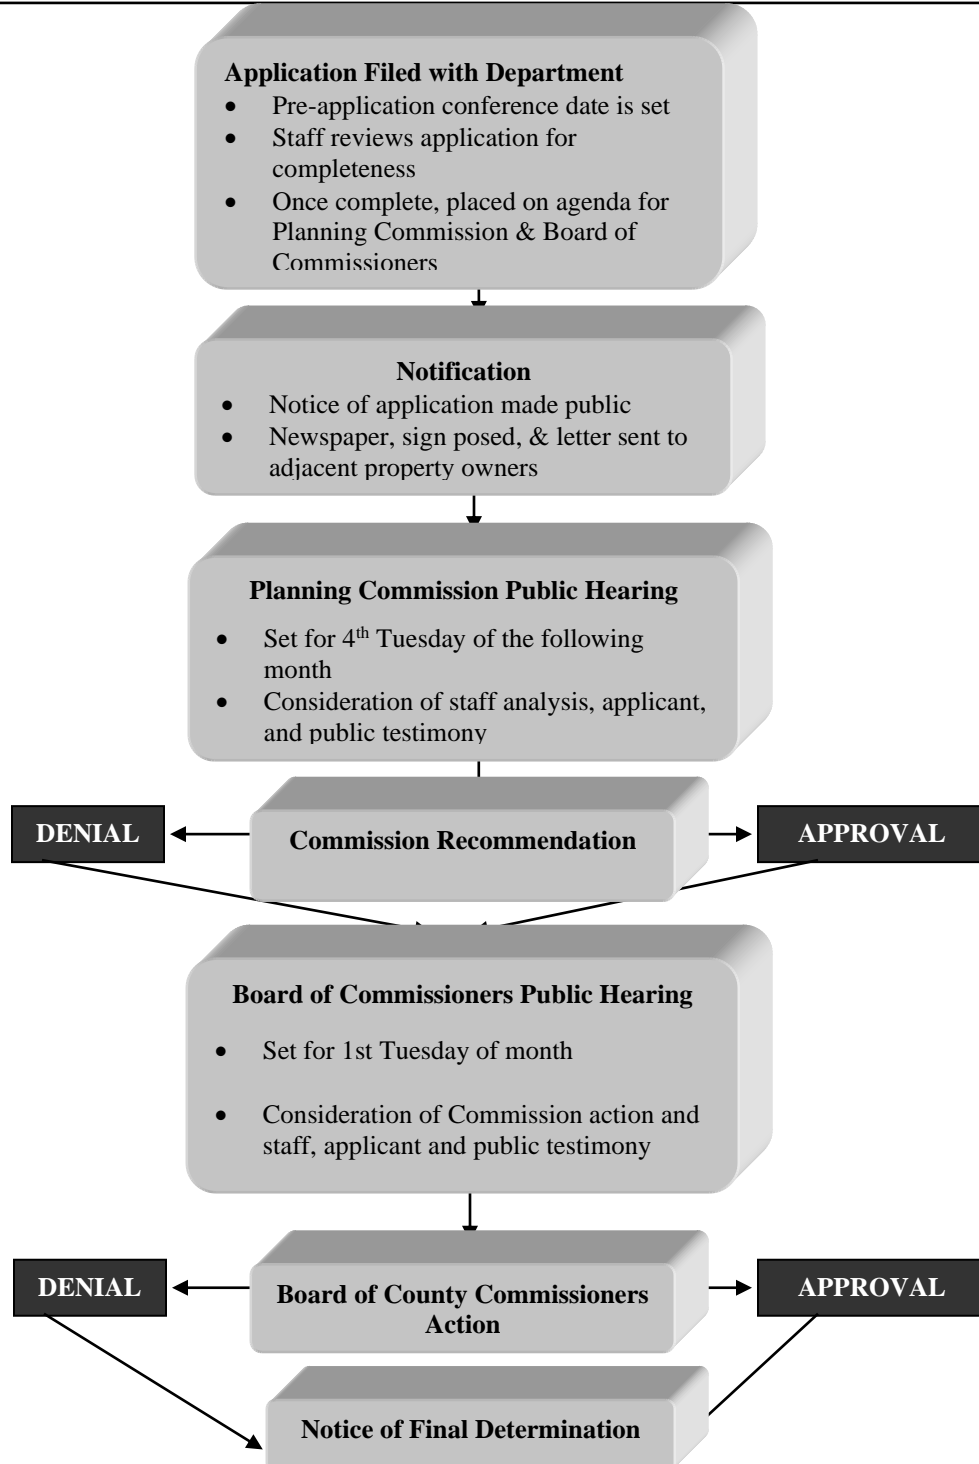 Application Filed with Department
• Pre-application conference date is set
• Staff reviews application for
completeness
• Once complete, placed on agenda for
Planning Commission & Board of
Commissioners
Notification
• Notice of application made public
• Newspaper, sign posed, & letter sent to
adjacent property owners
Planning Commission Public Hearing
• Set for 4th Tuesday of the following
month
• Consideration of staff analysis, applicant,
and public testimony
DENIAL
Commission Recommendation
APPROVAL
Board of Commissioners Public Hearing
• Set for 1st Tuesday of month
• Consideration of Commission action and
staff, applicant and public testimony
DENIAL
Board of County Commissioners
Action
APPROVAL
Notice of Final Determination